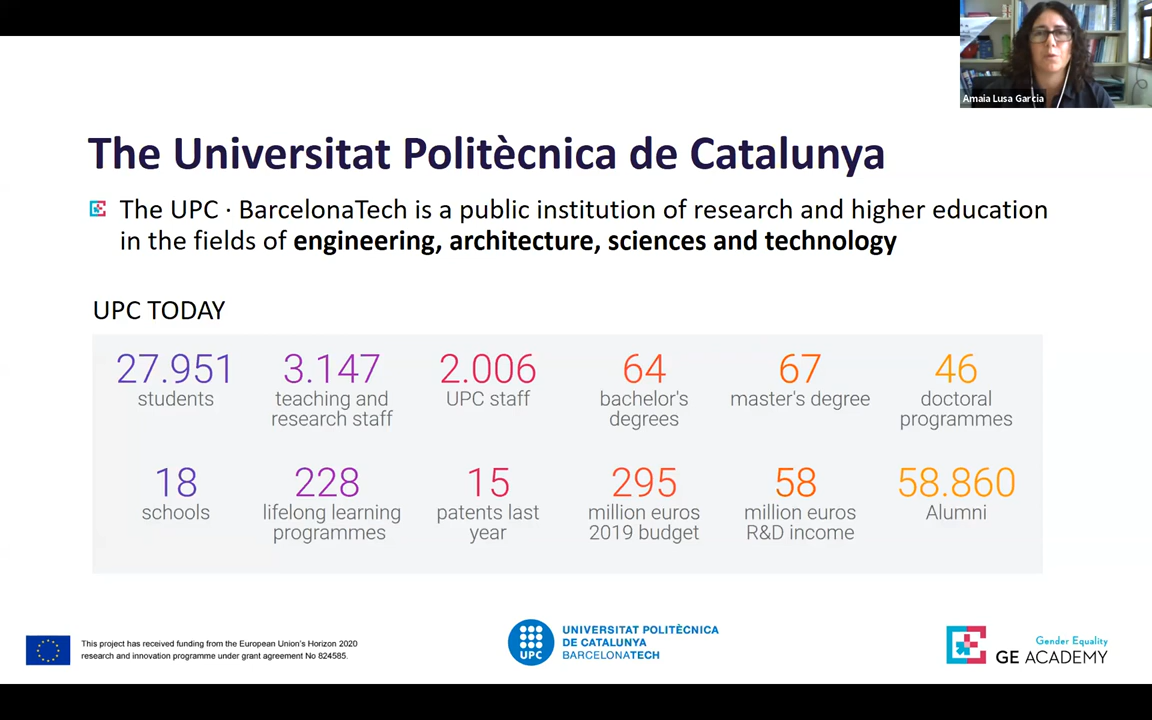 Amaia Lusa Garcia
The Universitat Politècnica de Catalunya
The UPC · BarcelonaTech is a public institution of research and higher education
in the fields of engineering, architecture, sciences and technology
UPC TODAY
27.951
students
3.147
teaching and
research staff
2.006
UPC staff
64
bachelor's
degrees
67
master's degree
46
doctoral
programmes
18
schools
228
lifelong learning
programmes
15
patents last
year
295
million euros
2019 budget
58
million euros
R&D income
58.860
Alumni
This project has received funding from the European Union's Horizon 2020
research and innovation programme under grant agreement No 824585.
UPC
UNIVERSITAT POLITÈCNICA
DE CATALUNYA
BARCELONATECH
Gender Equality
GE ACADEMY